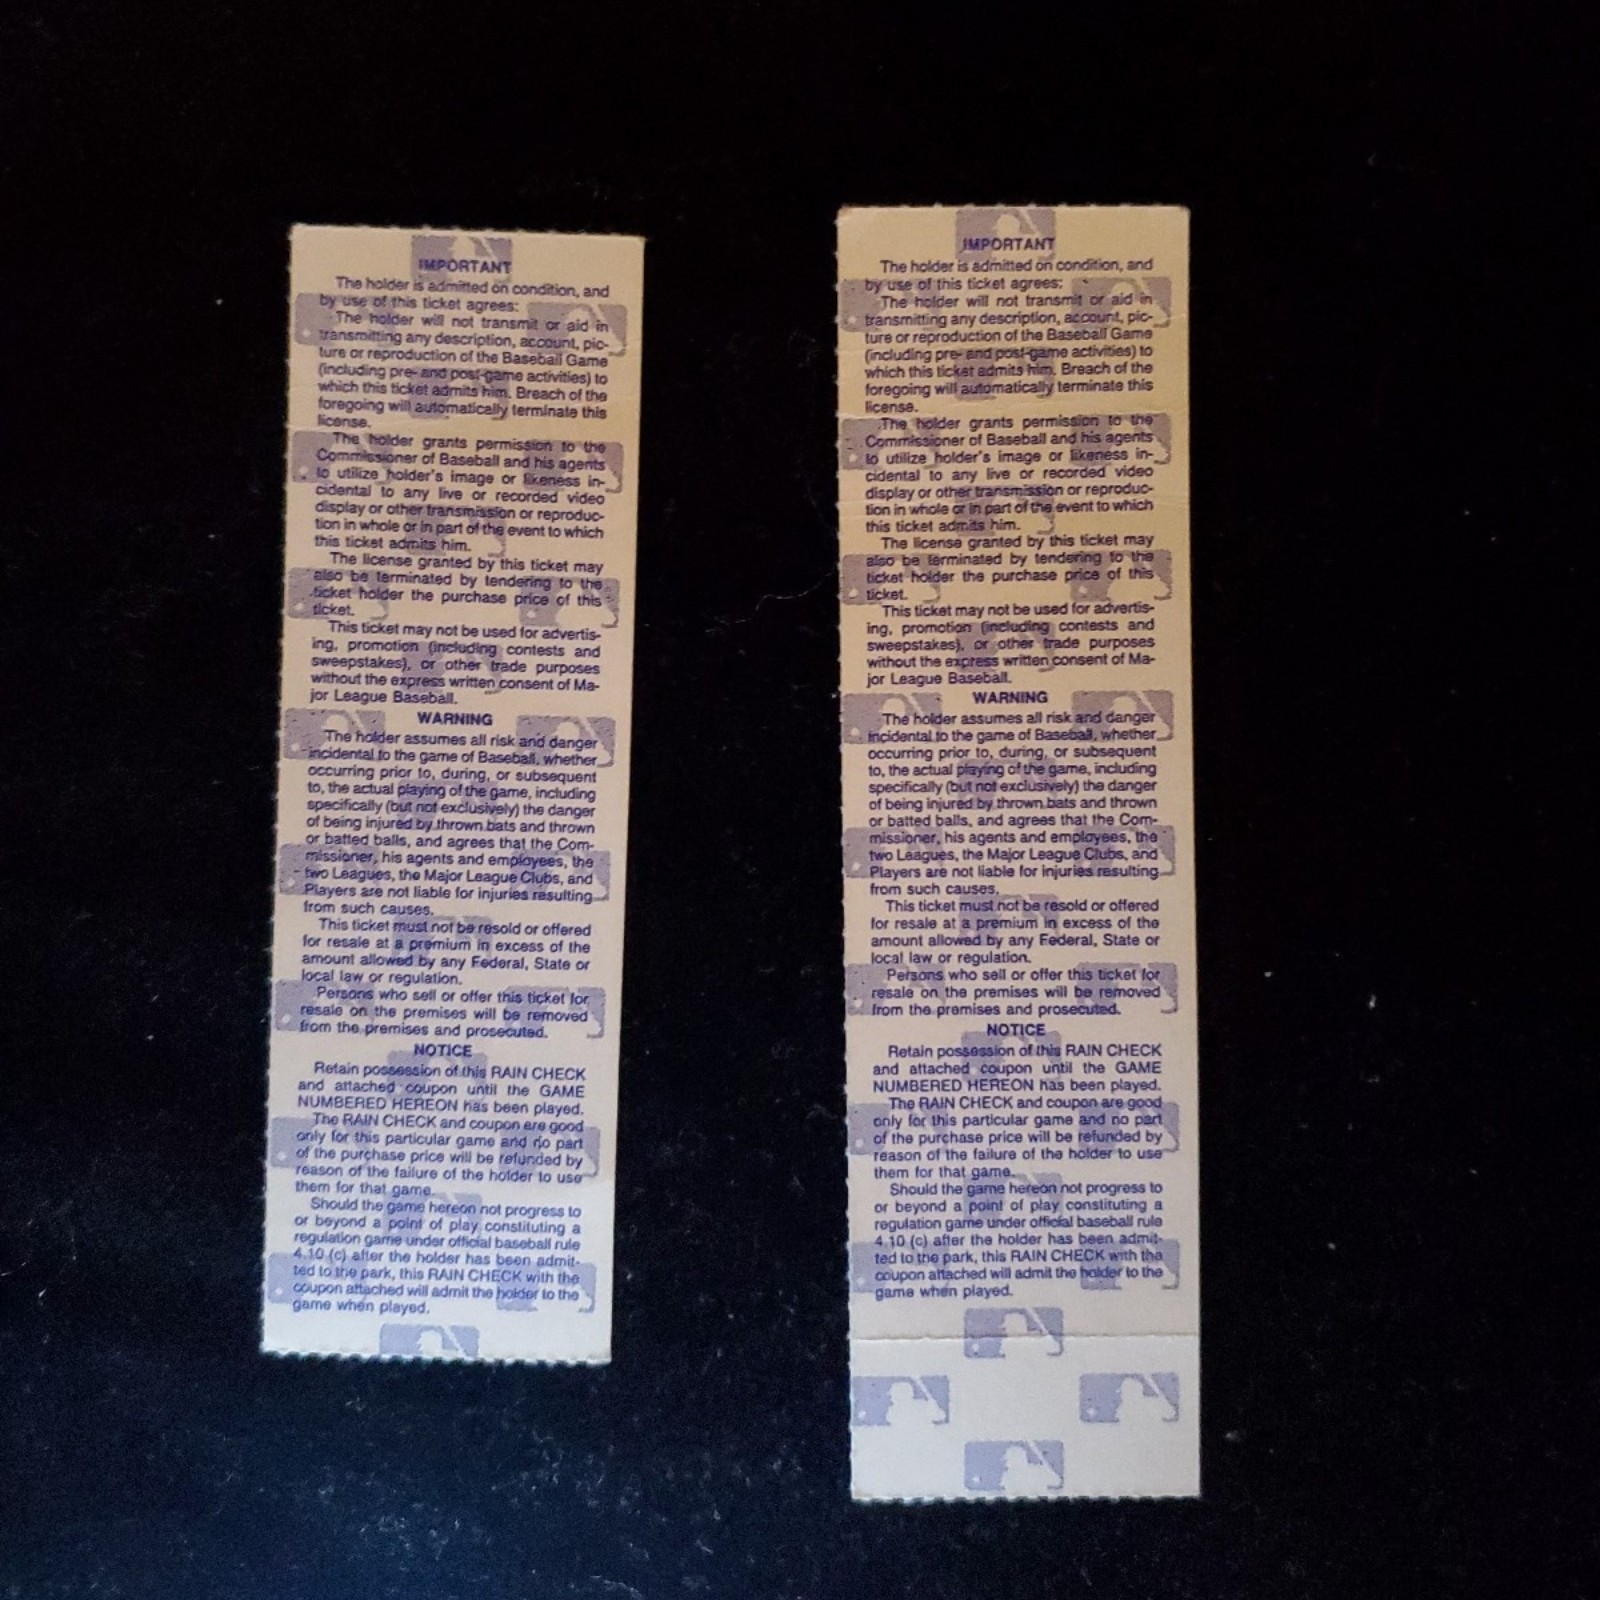 IMPORTANT
The holder is admitted on condition, and
by use of this ticket agrees:
The holder will not transmit or aid in
transmitting any description, account, pic-
ture or reproduction of the Baseball Game
(including pre- and post-game activities) to
which this ticket admits him. Breach of the
foregoing will automatically terminate this
license.
The holder grants permission to the
Commissioner of Baseball and his agents
to utilize holder's image or likeness in-
cidental to any live or recorded video
display or other transmission or reproduc-
tion in whole or in part of the event to which
this ticket admits him.
The license granted by this ticket may
also be terminated by tendering to the
ticket holder the purchase price of this
ticket.
This ticket may not be used for advertis-
ing, promotion (including contests and
sweepstakes), or other trade purposes
without the express written consent of Ma-
jor League Baseball.
WARNING
The holder assumes all risk and danger
incidental to the game of Baseball, whether
occurring prior to, during, or subsequent
to, the actual playing of the game, including
specifically (but not exclusively) the danger
of being injured by thrown bats and thrown
or batted balls, and agrees that the Com-
missioner, his agents and employees, the
two Leagues, the Major League Clubs, and
Players are not liable for injuries resulting
from such causes.
This ticket must not be resold or offered
for resale at a premium in excess of the
amount allowed by any Federal, State or
local law or regulation.
Persons who sell or offer this ticket for
resale on the premises will be removed
from the premises and prosecuted.
NOTICE
Retain possession of this RAIN CHECK
and attached coupon until the GAME
NUMBERED HEREON has been played.
The RAIN CHECK and coupon are good
only for this particular game and no part
of the purchase price will be refunded by
reason of the failure of the holder to use
them for that game.
Should the game hereon not progress to
or beyond a point of play constituting a
regulation game under official baseball rule
4.10 (c) after the holder has been admit-
ted to the park, this RAIN CHECK with the
coupon attached will admit the holder to the
game when played.
IMPORTANT
The holder is admitted on condition, and
by use of this ticket agrees:
The holder will not transmit or aid in
transmitting any description, account, pic-
ture or reproduction of the Baseball Game
(including pre- and post-game activities) to
which this ticket admits him. Breach of the
foregoing will automatically terminate this
license.
The holder grants permission to the
Commissioner of Baseball and his agents
to utilize holder's image or likeness in-
cidental to any live or recorded video
display or other transmission or reproduc-
tion in whole or in part of the event to which
this ticket admits him.
The license granted by this ticket may
also be terminated by tendering to the
ticket holder the purchase price of this
ticket.
This ticket may not be used for advertis-
ing, promotion (including contests and
sweepstakes), or other trade purposes
without the express written consent of Ma-
jor League Baseball.
WARNING
The holder assumes all risk and danger
incidental to the game of Baseball, whether
occurring prior to, during, or subsequent
to, the actual playing of the game, including
specifically (but not exclusively) the danger
of being injured by thrown bats and thrown
or batted balls, and agrees that the Com-
missioner, his agents and employees, the
two Leagues, the Major League Clubs, and
Players are not liable for injuries resulting
from such causes.
This ticket must not be resold or offered
for resale at a premium in excess of the
amount allowed by any Federal, State or
local law or regulation.
Persons who sell or offer this ticket for
resale on the premises will be removed
from the premises and prosecuted.
NOTICE
Retain possession of this RAIN CHECK
and attached coupon until the GAME
NUMBERED HEREON has been played.
The RAIN CHECK and coupon are good
only for this particular game and no part
of the purchase price will be refunded by
reason of the failure of the holder to use
them for that game.
Should the game hereon not progress to
or beyond a point of play constituting a
regulation game under official baseball rule
4.10 (c) after the holder has been admit-
ted to the park, this RAIN CHECK with the
coupon attached will admit the holder to the
game when played.